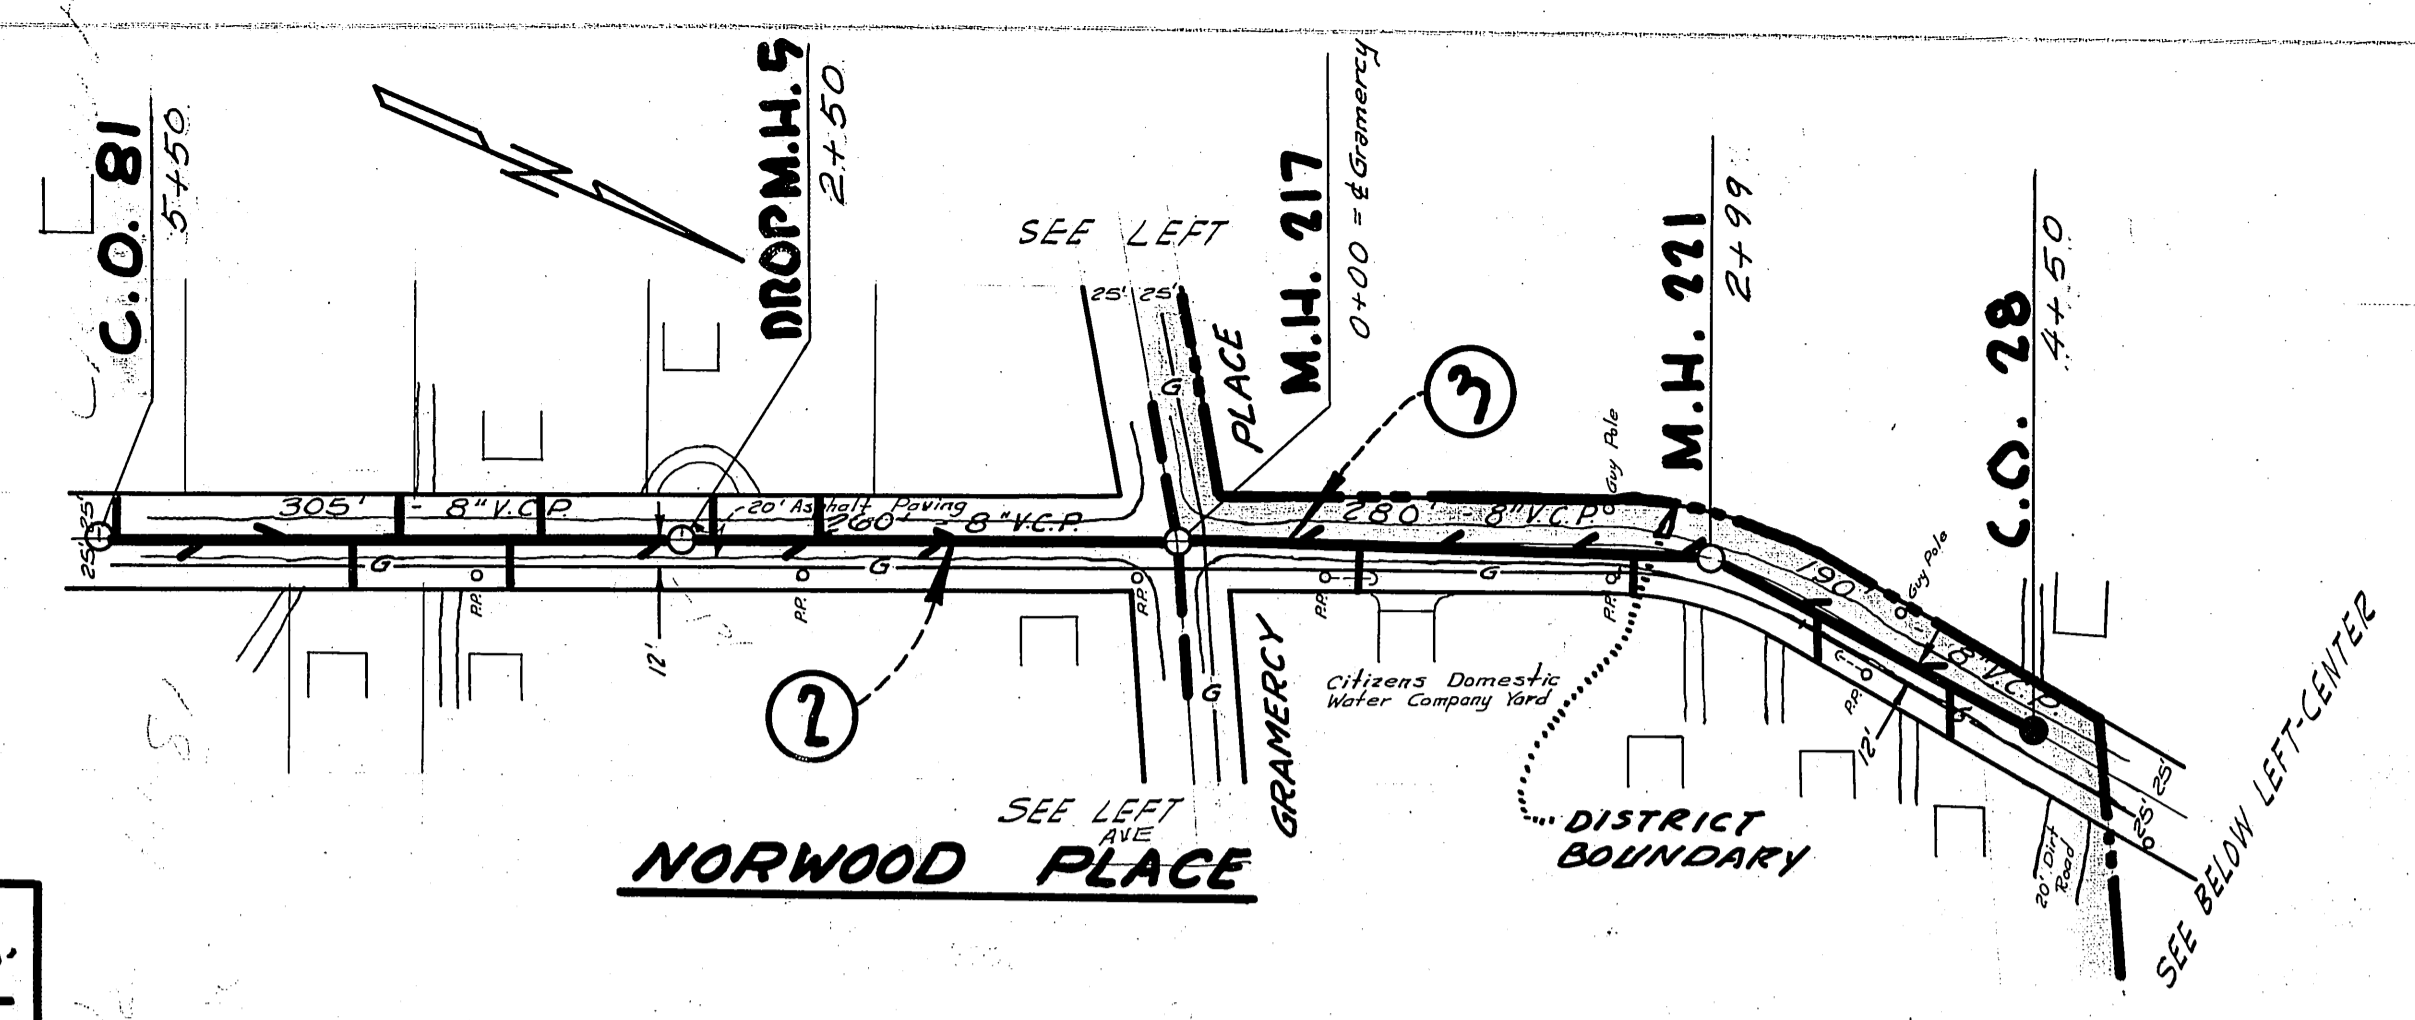 C.O. 81
5+50
DROP M.H. 5
2+50
M.H. 217
0+00 = ℄ Gramercy
M.H. 221
2+99
C.O. 28
4+50
N
SEE LEFT
25' 25'
G
PLACE
3
Guy Pole
25'
25'
305' - 8" V.C.P.
20' Asphalt Paving
260' - 8" V.C.P.
280' - 8" V.C.P.
190'
8" V.C.P.
Guy Pole
G
G
G
P.P.
P.P.
P.P.
P.P.
P.P.
P.P.
12'
12'
2
G
GRAMERCY
Citizens Domestic
Water Company Yard
SEE LEFT
AVE
NORWOOD PLACE
DISTRICT
BOUNDARY
25'
25'
20' Dirt
Road
SEE BELOW LEFT-CENTER